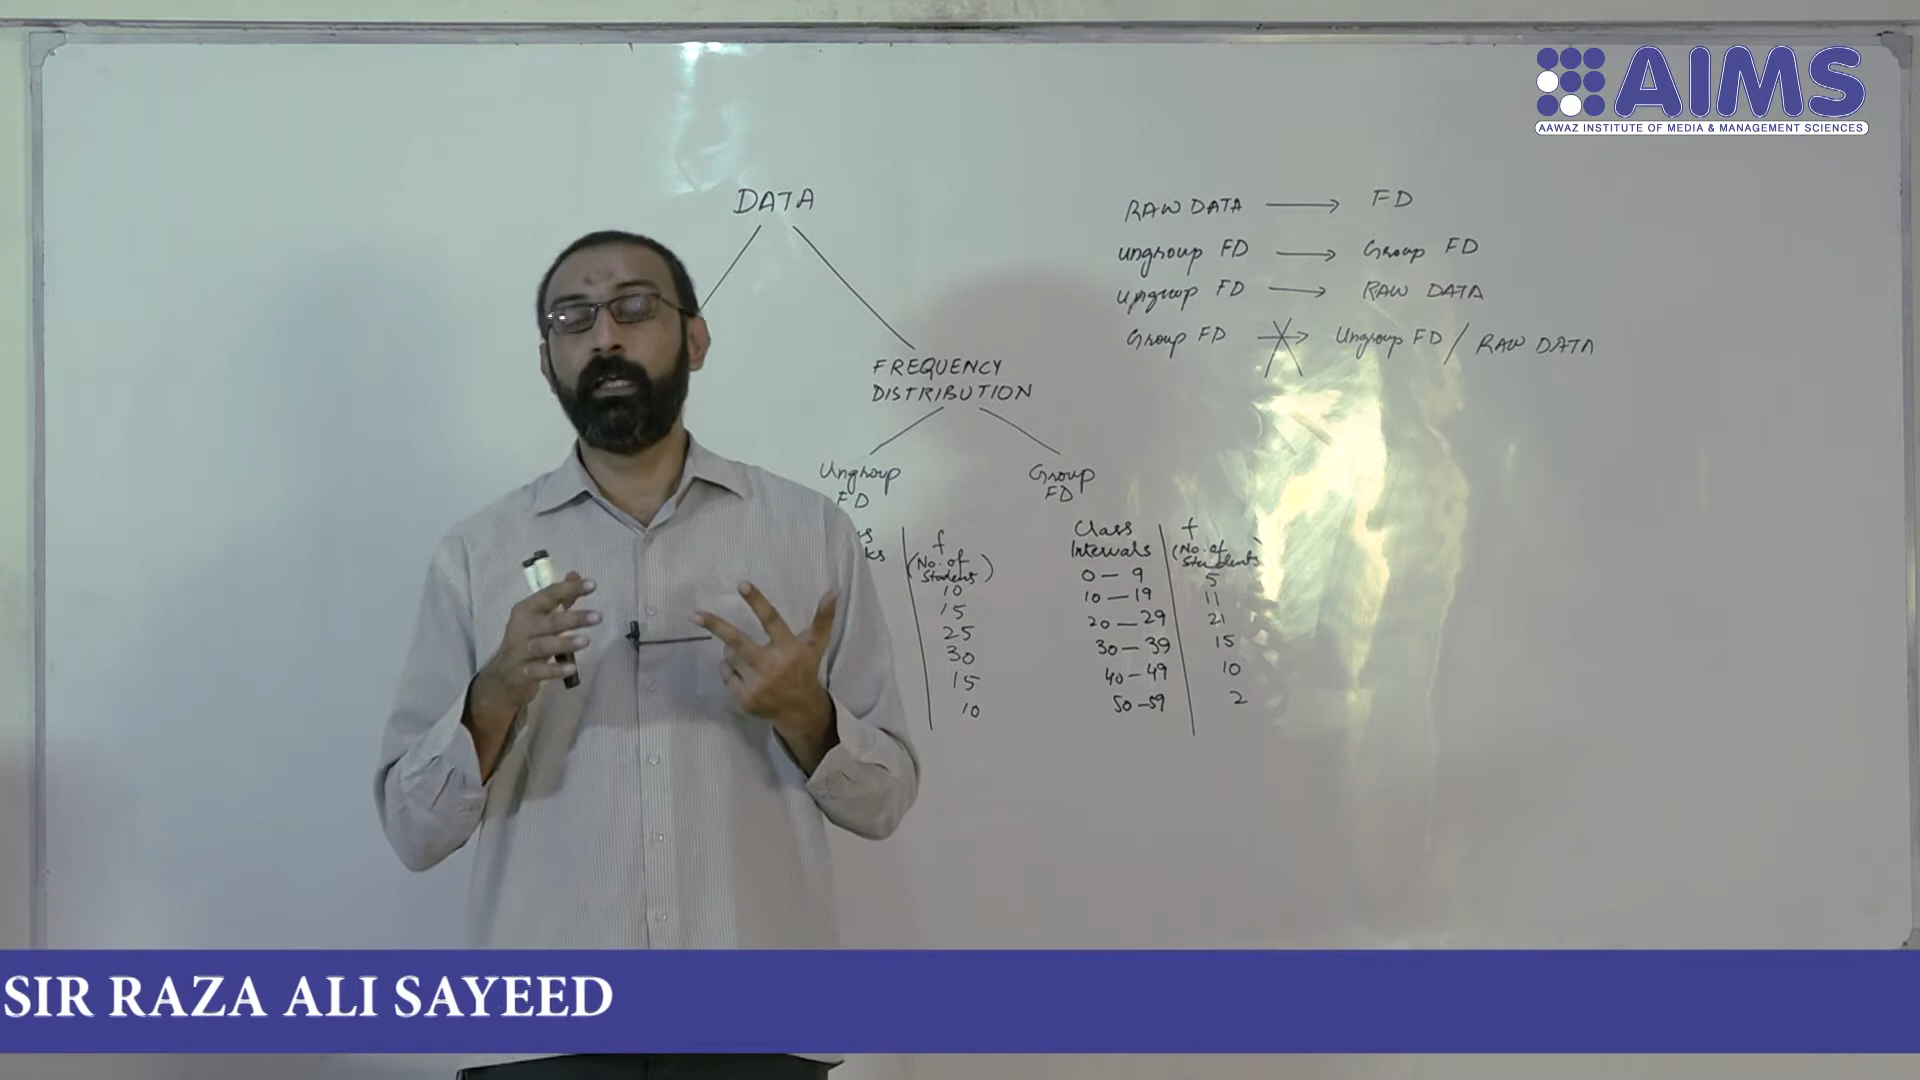 AIMS
AAWAZ INSTITUTE OF MEDIA & MANAGEMENT SCIENCES
DATA
FREQUENCY
DISTRIBUTION
Ungroup
FD
Group
FD
f
(No. of
Student)
10
15
25
30
15
10
Class
Intervals
f
(No. of
Students)
0 — 9 5
10 — 19 11
20 — 29 21
30 — 39 15
40 — 49 10
50 — 59 2
RAW DATA → FD
ungroup FD → Group FD
ungroup FD → RAW DATA
Group FD → Ungroup FD / RAW DATA
SIR RAZA ALI SAYEED